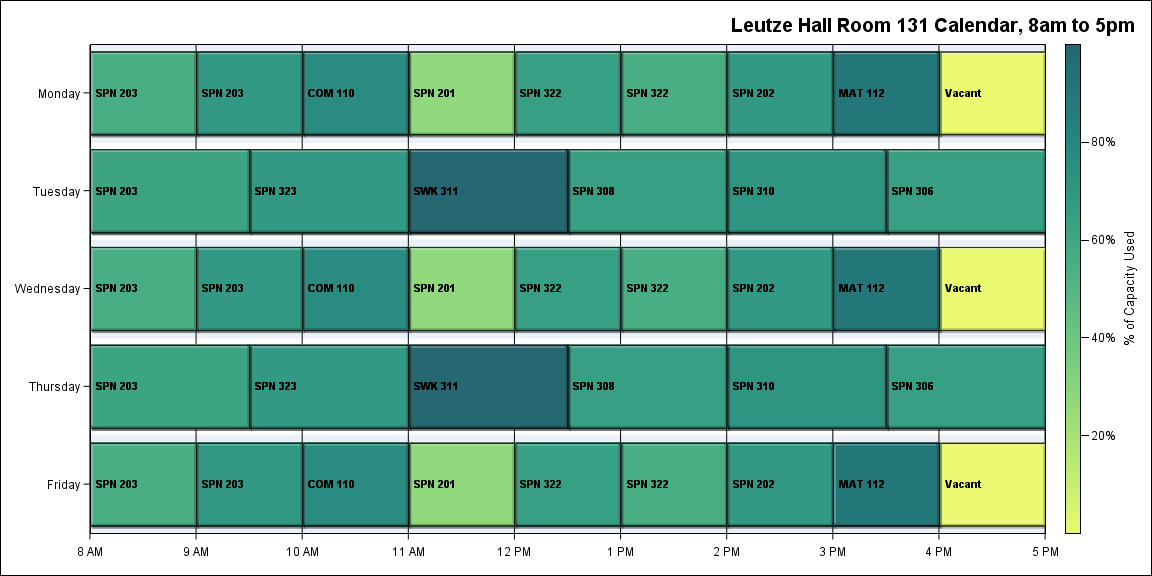 Leutze Hall Room 131 Calendar, 8am to 5pm
Monday
SPN 203
SPN 203
COM 110
SPN 201
SPN 322
SPN 322
SPN 202
MAT 112
Vacant
Tuesday
SPN 203
SPN 323
SWK 311
SPN 308
SPN 310
SPN 306
Wednesday
SPN 203
SPN 203
COM 110
SPN 201
SPN 322
SPN 322
SPN 202
MAT 112
Vacant
Thursday
SPN 203
SPN 323
SWK 311
SPN 308
SPN 310
SPN 306
Friday
SPN 203
SPN 203
COM 110
SPN 201
SPN 322
SPN 322
SPN 202
MAT 112
Vacant
8 AM
9 AM
10 AM
11 AM
12 PM
1 PM
2 PM
3 PM
4 PM
5 PM
80%
60%
40%
20%
% of Capacity Used